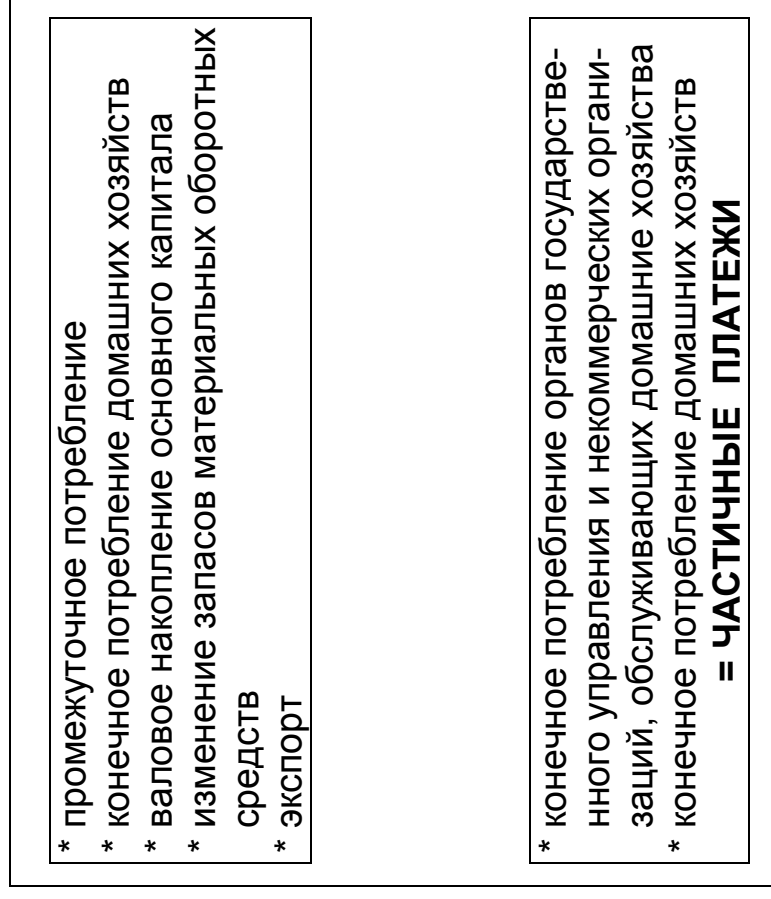 * промежуточное потребление
* конечное потребление домашних хозяйств
* валовое накопление основного капитала
* изменение запасов материальных оборотных
средств
* экспорт
* конечное потребление органов государстве-
нного управления и некоммерческих органи-
заций, обслуживающих домашние хозяйства
* конечное потребление домашних хозяйств
= ЧАСТИЧНЫЕ ПЛАТЕЖИ